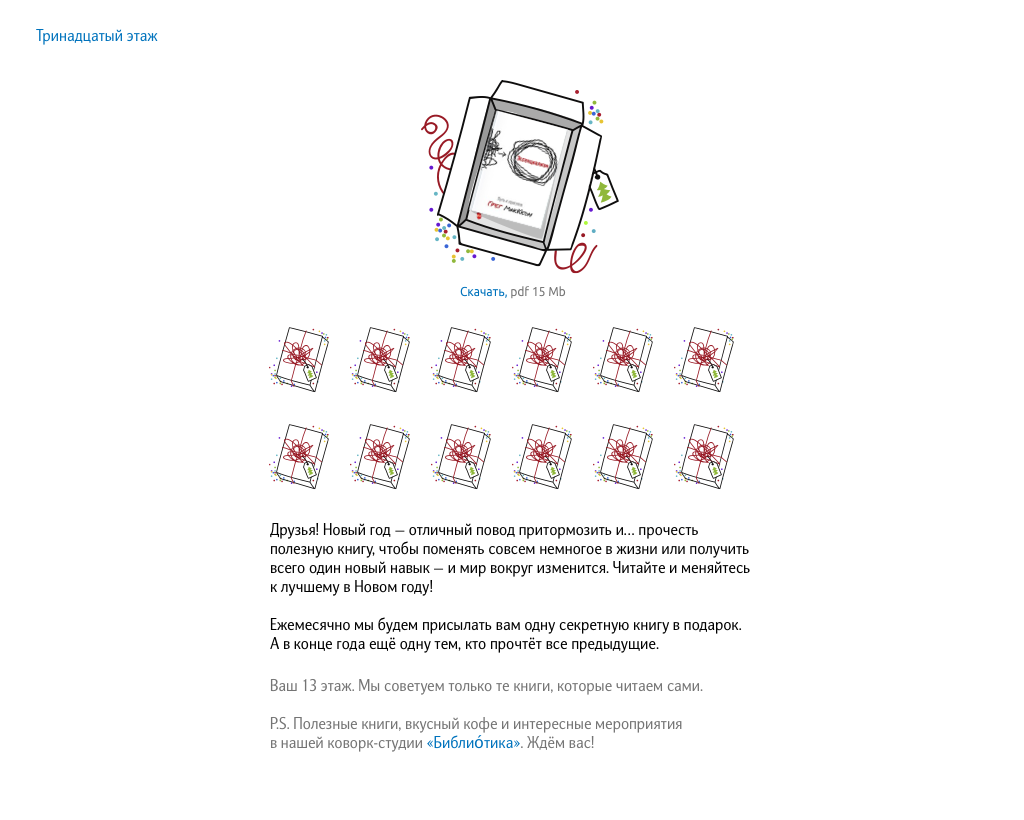 Тринадцатый этаж
Эссенциализм
Путь к простоте
Грег МакКеон
Скачать, pdf 15 Mb
Друзья! Новый год — отличный повод притормозить и... прочесть
полезную книгу, чтобы поменять совсем немногое в жизни или получить
всего один новый навык — и мир вокруг изменится. Читайте и меняйтесь
к лучшему в Новом году!
Ежемесячно мы будем присылать вам одну секретную книгу в подарок.
А в конце года ещё одну тем, кто прочтёт все предыдущие.
Ваш 13 этаж. Мы советуем только те книги, которые читаем сами.
P.S. Полезные книги, вкусный кофе и интересные мероприятия
в нашей коворк-студии «Библио́тика». Ждём вас!